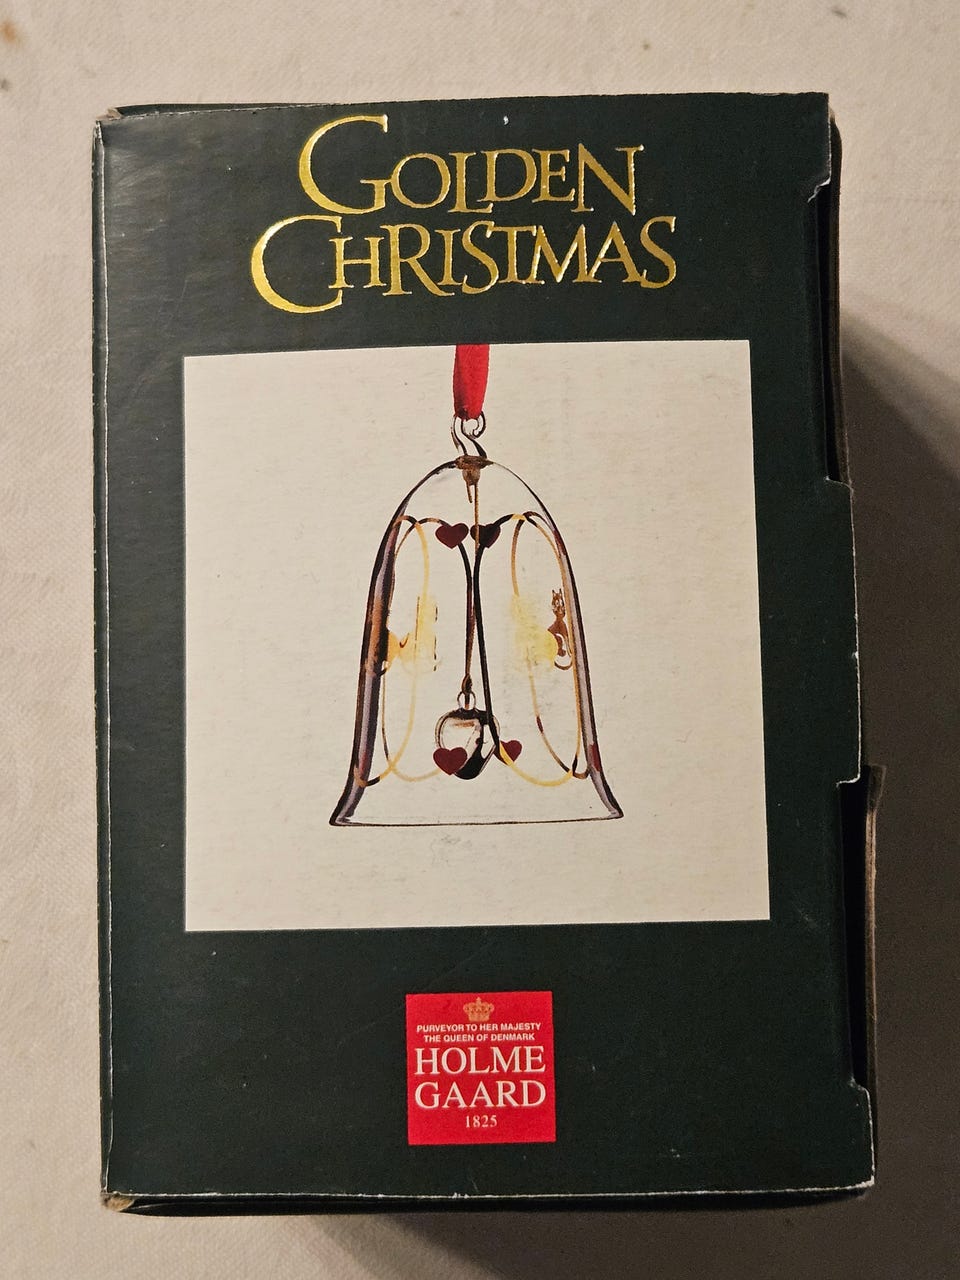 GOLDEN
CHRISTMAS
PURVEYOR TO HER MAJESTY
THE QUEEN OF DENMARK
HOLME
GAARD
1825